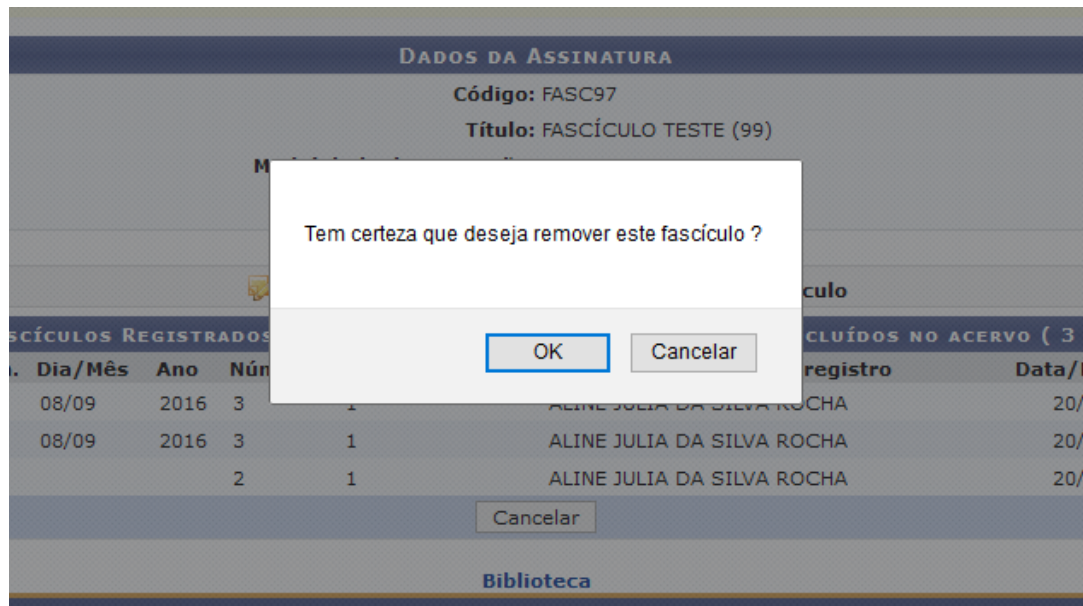 DADOS DA ASSINATURA
Código: FASC97
Título: FASCÍCULO TESTE (99)
M
Tem certeza que deseja remover este fascículo ?
culo
OK Cancelar
SCÍCULOS REGISTRADOS CLUÍDOS NO ACERVO ( 3
. Dia/Mês Ano Núm registro Data/
08/09 2016 3 1 ALINE JULIA DA SILVA ROCHA 20/
08/09 2016 3 1 ALINE JULIA DA SILVA ROCHA 20/
2 1 ALINE JULIA DA SILVA ROCHA 20/
Cancelar
Biblioteca